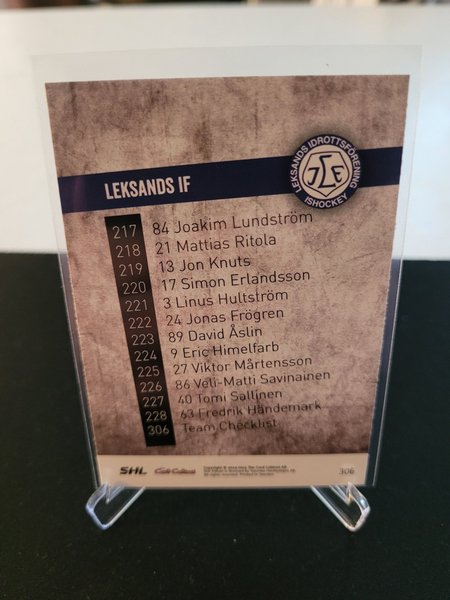 LEKSANDS IDROTTSFÖRENING
ISHOCKEY
LEKSANDS IF
217 84 Joakim Lundström
218 21 Mattias Ritola
219 13 Jon Knuts
220 17 Simon Erlandsson
221 3 Linus Hultström
222 24 Jonas Frögren
223 89 David Åslin
224 9 Eric Himelfarb
225 27 Viktor Mårtensson
226 86 Veli-Matti Savinainen
227 40 Tomi Sallinen
228 63 Fredrik Händemark
306 Team Checklist
SHL
Card Cabinet
306